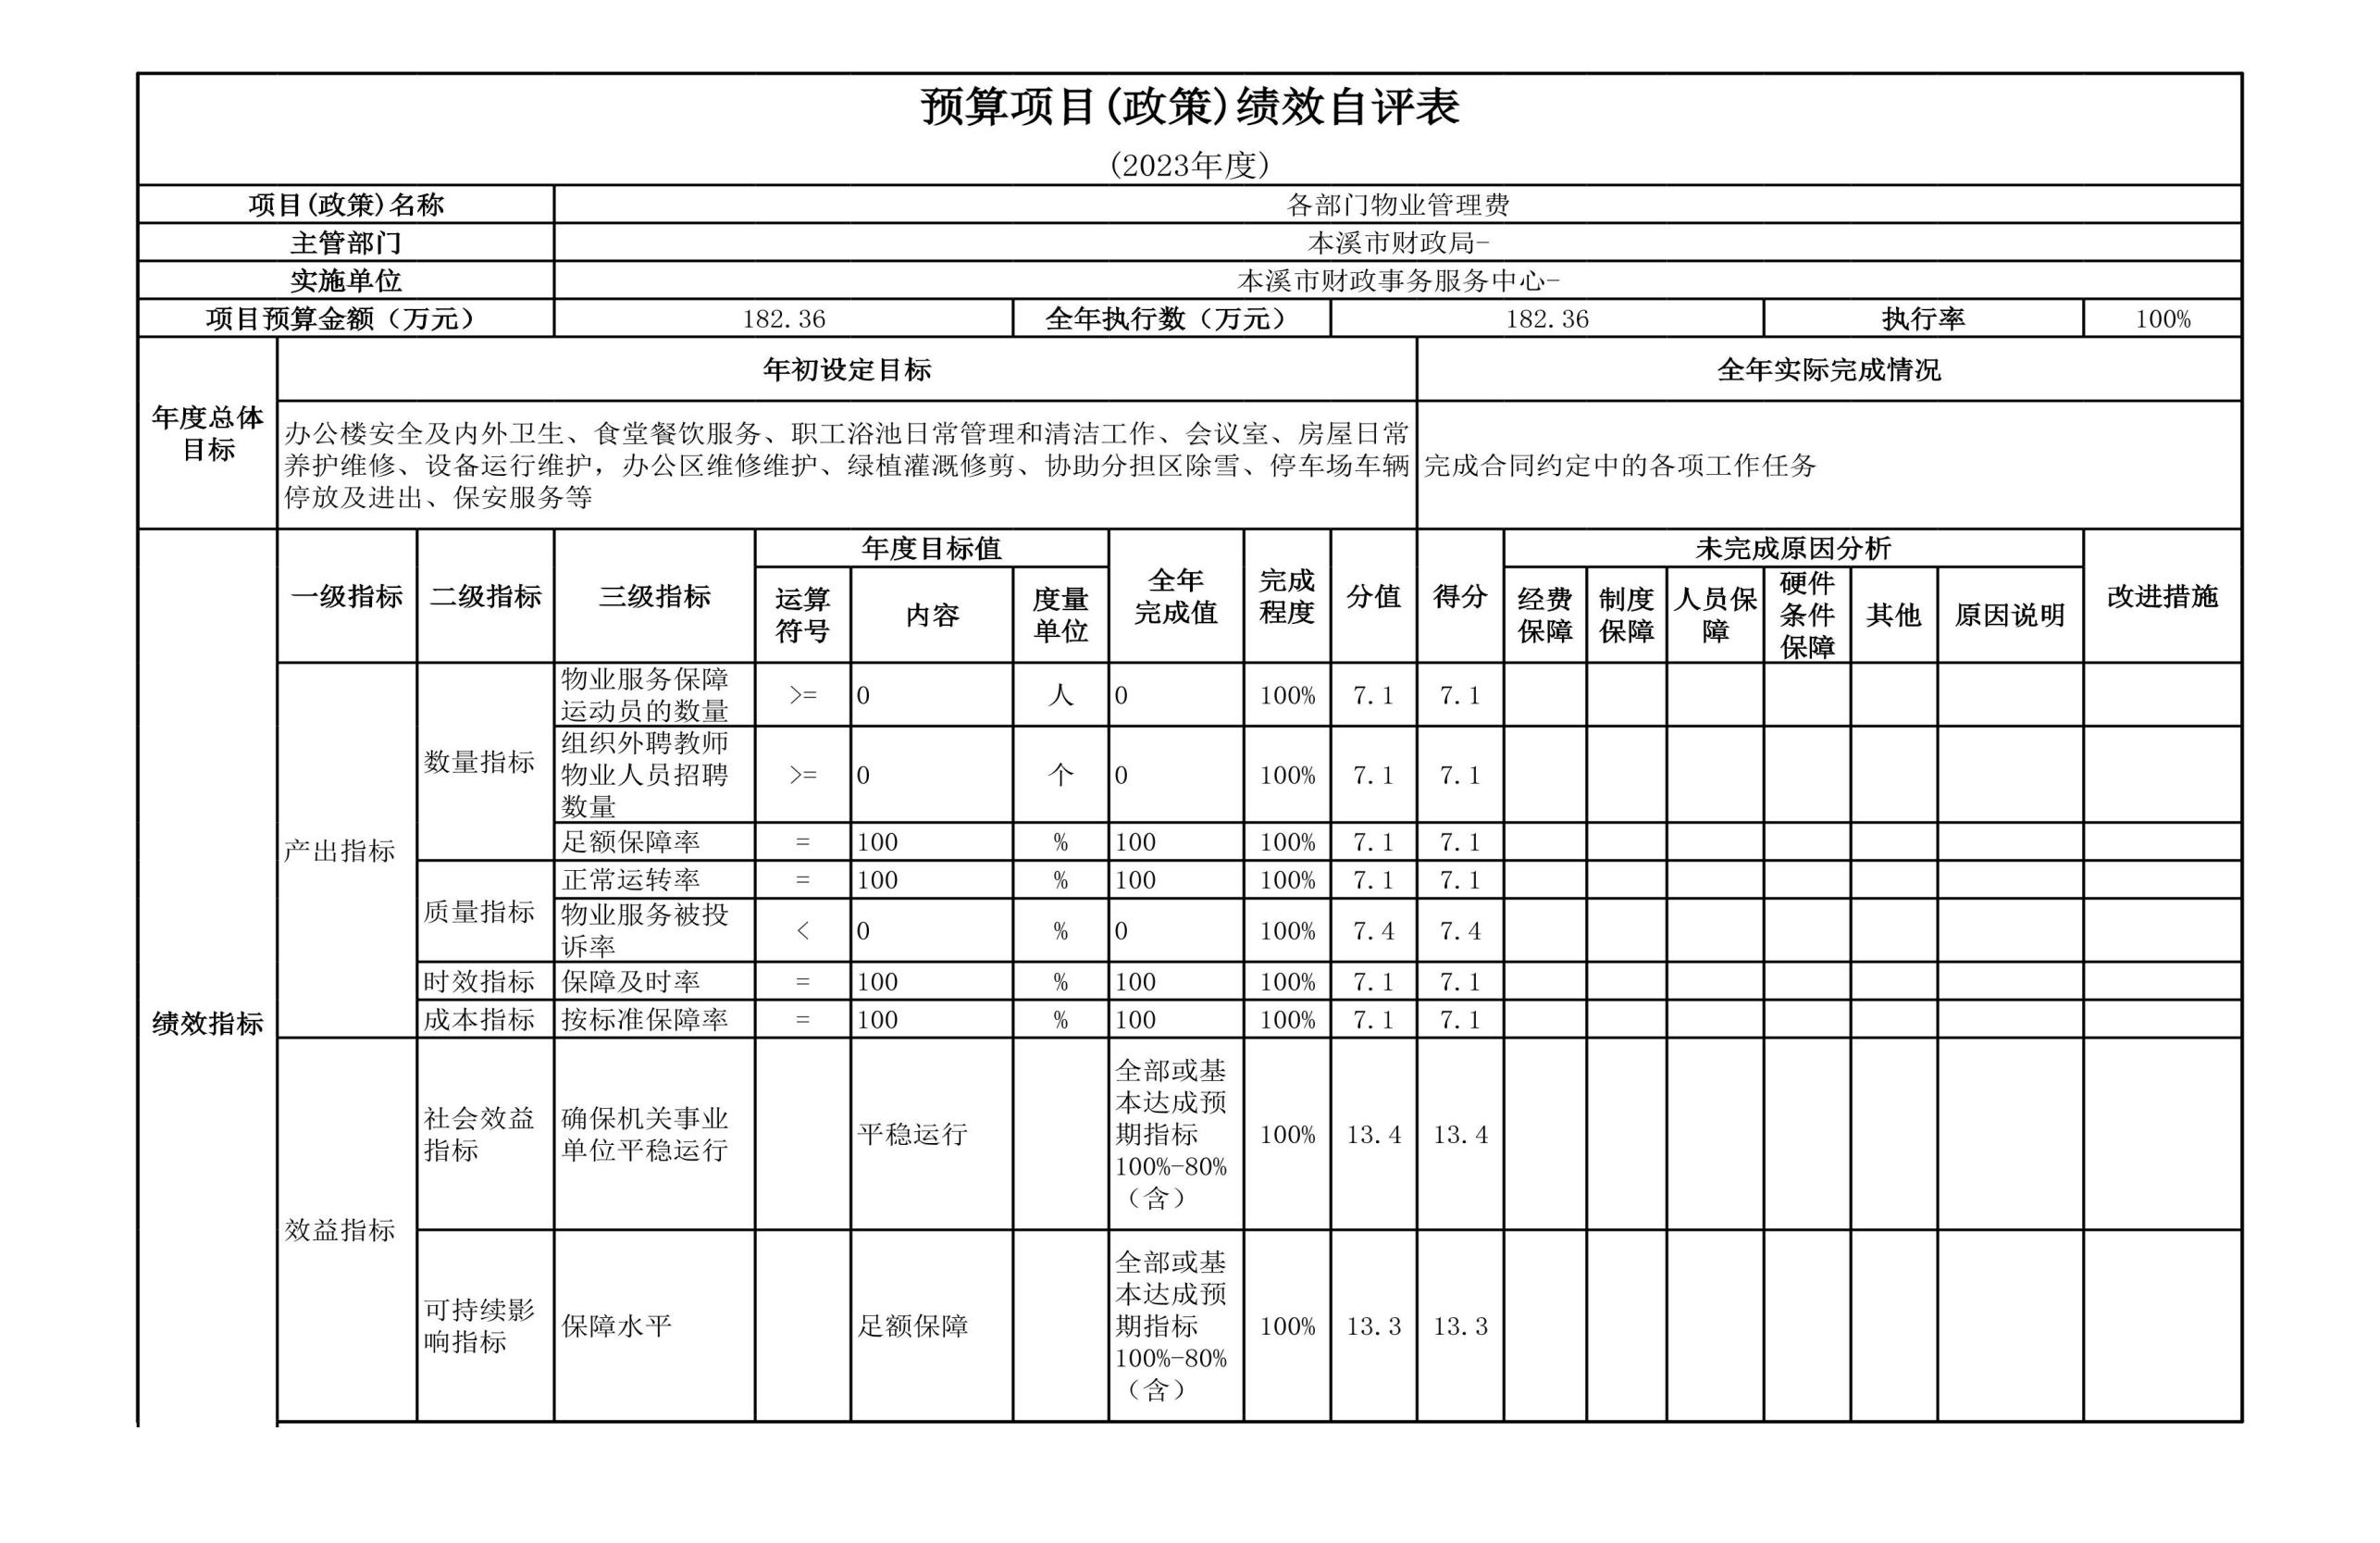 预算项目(政策)绩效自评表
(2023年度)
项目(政策)名称 各部门物业管理费
主管部门 本溪市财政局-
实施单位 本溪市财政事务服务中心-
项目预算金额（万元） 182.36 全年执行数（万元） 182.36 执行率 100%
年度总体
目标
年初设定目标 全年实际完成情况
办公楼安全及内外卫生、食堂餐饮服务、职工浴池日常管理和清洁工作、会议室、房屋日常
养护维修、设备运行维护，办公区维修维护、绿植灌溉修剪、协助分担区除雪、停车场车辆
停放及进出、保安服务等
完成合同约定中的各项工作任务
绩效指标
一级指标 二级指标 三级指标
年度目标值
运算
符号
内容
度量
单位
全年
完成值
完成
程度
分值 得分
未完成原因分析
经费
保障
制度
保障
人员保
障
硬件
条件
保障
其他 原因说明
改进措施
产出指标
数量指标
物业服务保障
运动员的数量
>= 0 人 0 100% 7.1 7.1
组织外聘教师
物业人员招聘
数量
>= 0 个 0 100% 7.1 7.1
足额保障率 = 100 % 100 100% 7.1 7.1
质量指标
正常运转率 = 100 % 100 100% 7.1 7.1
物业服务被投
诉率
< 0 % 0 100% 7.4 7.4
时效指标 保障及时率 = 100 % 100 100% 7.1 7.1
成本指标 按标准保障率 = 100 % 100 100% 7.1 7.1
效益指标
社会效益
指标
确保机关事业
单位平稳运行
平稳运行
全部或基
本达成预
期指标
100%-80%
（含）
100% 13.4 13.4
可持续影
响指标
保障水平
足额保障
全部或基
本达成预
期指标
100%-80%
（含）
100% 13.3 13.3